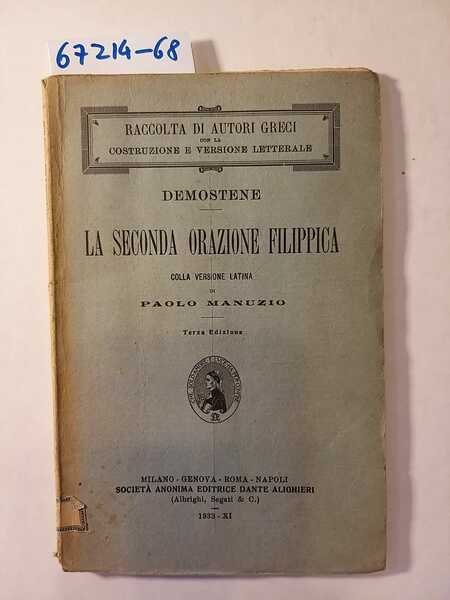 67214-68
RACCOLTA DI AUTORI GRECI
CON LA
COSTRUZIONE E VERSIONE LETTERALE
DEMOSTENE
LA SECONDA ORAZIONE FILIPPICA
COLLA VERSIONE LATINA
DI
PAOLO MANUZIO
Terza Edizione
MILANO - GENOVA - ROMA - NAPOLI
SOCIETÀ ANONIMA EDITRICE DANTE ALIGHIERI
(Albrighi, Segati & C.)
1933 - XI